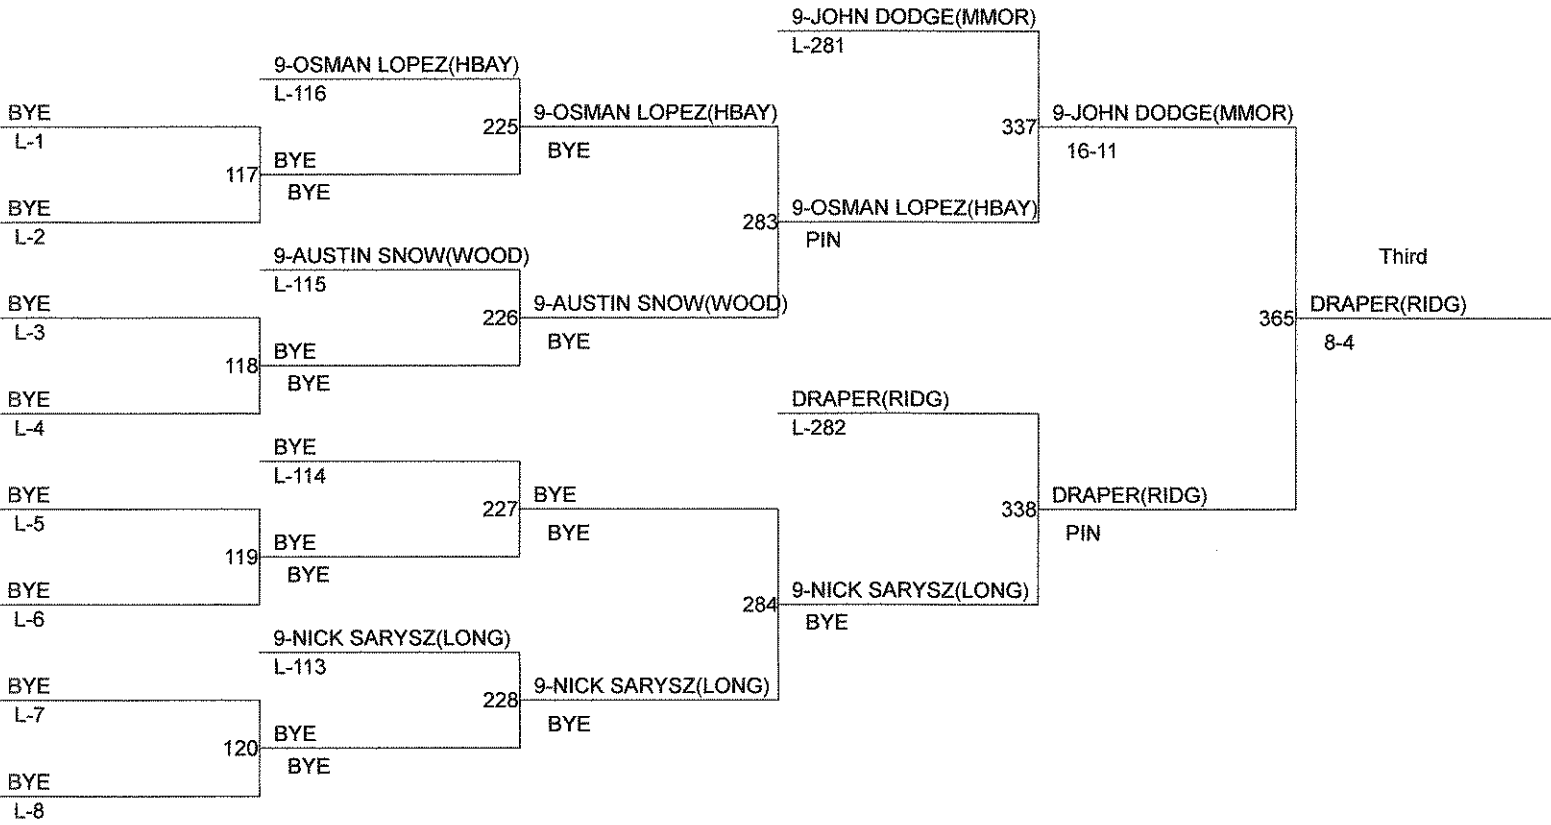 9-JOHN DODGE(MMOR)
L-281
9-OSMAN LOPEZ(HBAY)
L-116
BYE
L-1
225
9-OSMAN LOPEZ(HBAY)
BYE
337
9-JOHN DODGE(MMOR)
16-11
117
BYE
BYE
BYE
L-2
283
9-OSMAN LOPEZ(HBAY)
PIN
9-AUSTIN SNOW(WOOD)
L-115
Third
BYE
L-3
226
9-AUSTIN SNOW(WOOD)
BYE
365
DRAPER(RIDG)
8-4
118
BYE
BYE
BYE
L-4
DRAPER(RIDG)
L-282
BYE
L-114
BYE
L-5
227
BYE
BYE
338
DRAPER(RIDG)
PIN
119
BYE
BYE
BYE
L-6
284
9-NICK SARYSZ(LONG)
BYE
9-NICK SARYSZ(LONG)
L-113
BYE
L-7
228
9-NICK SARYSZ(LONG)
BYE
120
BYE
BYE
BYE
L-8